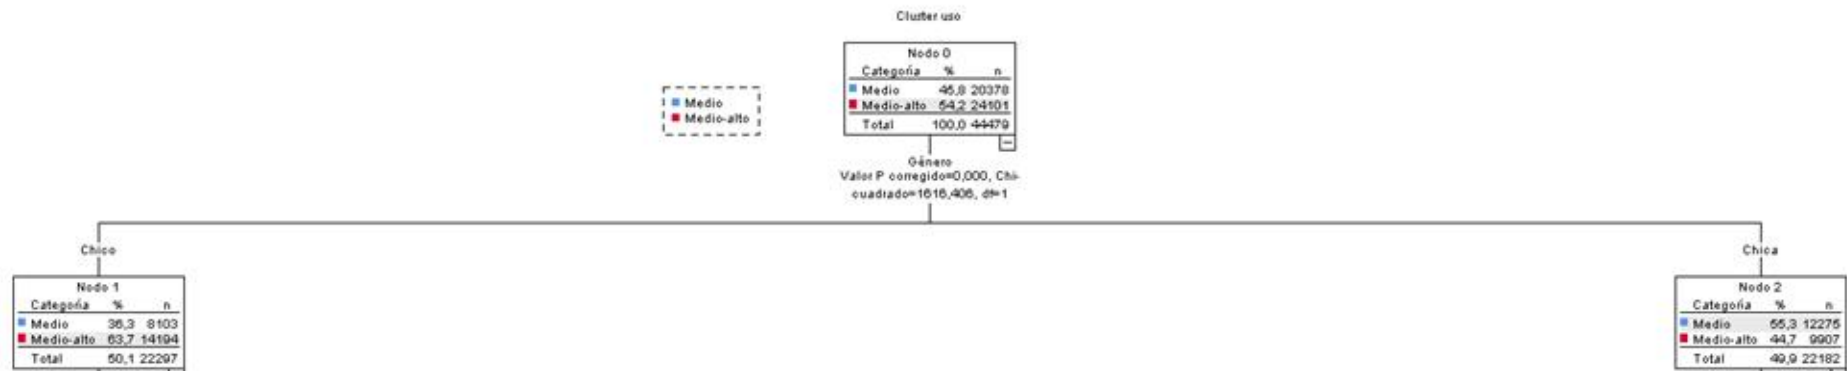 Cluster uso
Nodo 0
Categoría % n
Medio 45,8 20378
Medio-alto 54,2 24101
Total 100,0 44479
Medio
Medio-alto
Género
Valor P corregido=0,000, Chi-
cuadrado=1616,406, df=1
Chico
Chica
Nodo 1
Categoría % n
Medio 36,3 8103
Medio-alto 63,7 14194
Total 50,1 22297
Nodo 2
Categoría % n
Medio 55,3 12275
Medio-alto 44,7 9907
Total 49,9 22182